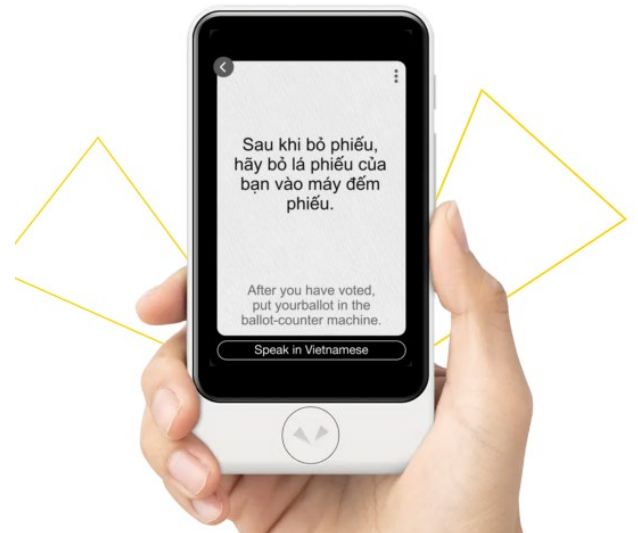 Sau khi bỏ phiếu,
hãy bỏ lá phiếu của
bạn vào máy đếm
phiếu.
After you have voted,
put yourballot in the
ballot-counter machine.
Speak in Vietnamese